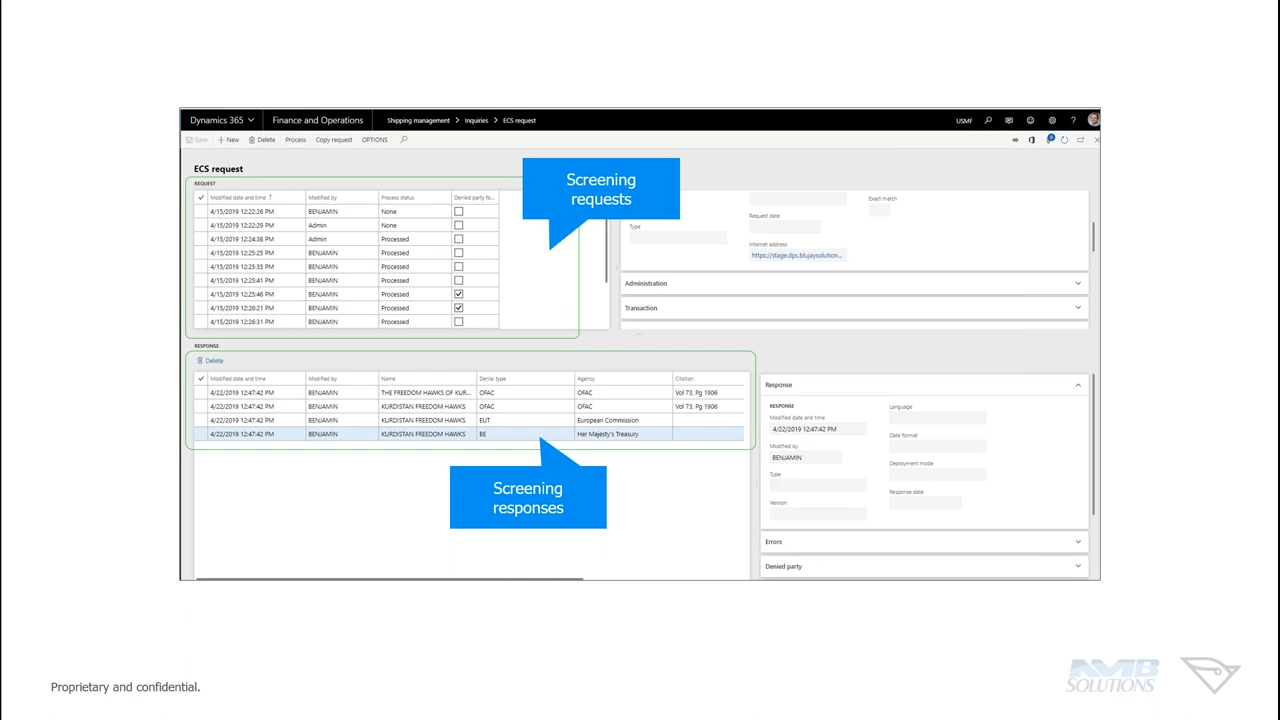 Dynamics 365 Finance and Operations Shipping management > Inquiries > ECS request USMF ?
Save + New Delete Process Copy request OPTIONS 0
ECS request
REQUEST
Modified date and time ↑ Modified by Process status Denied party fo...
4/15/2019 12:22:26 PM BENJAMIN None
4/15/2019 12:22:29 PM Admin None
4/15/2019 12:24:38 PM Admin Processed
4/15/2019 12:25:25 PM BENJAMIN Processed
4/15/2019 12:25:35 PM BENJAMIN Processed
4/15/2019 12:25:41 PM BENJAMIN Processed
4/15/2019 12:25:46 PM BENJAMIN Processed
4/15/2019 12:26:21 PM BENJAMIN Processed
4/15/2019 12:26:31 PM BENJAMIN Processed
Screening
requests
Exact match
Request date
Type
Internet address
https://stage.dps.blujaysolution...
Administration
Transaction
RESPONSE
Delete
Modified date and time Modified by Name Denial type Agency Citation
4/22/2019 12:47:42 PM BENJAMIN THE FREEDOM HAWKS OF KUR... OFAC OFAC Vol 73, Pg 1906
4/22/2019 12:47:42 PM BENJAMIN KURDISTAN FREEDOM HAWKS OFAC OFAC Vol 73, Pg 1906
4/22/2019 12:47:42 PM BENJAMIN KURDISTAN FREEDOM HAWKS EUT European Commission
4/22/2019 12:47:42 PM BENJAMIN KURDISTAN FREEDOM HAWKS BE Her Majesty's Treasury
Screening
responses
Response
RESPONSE
Modified date and time
4/22/2019 12:47:42 PM
Modified by
BENJAMIN
Type
Version
Language
Date format
Deployment mode
Response date
Errors
Denied party
Proprietary and confidential.
NMB
SOLUTIONS